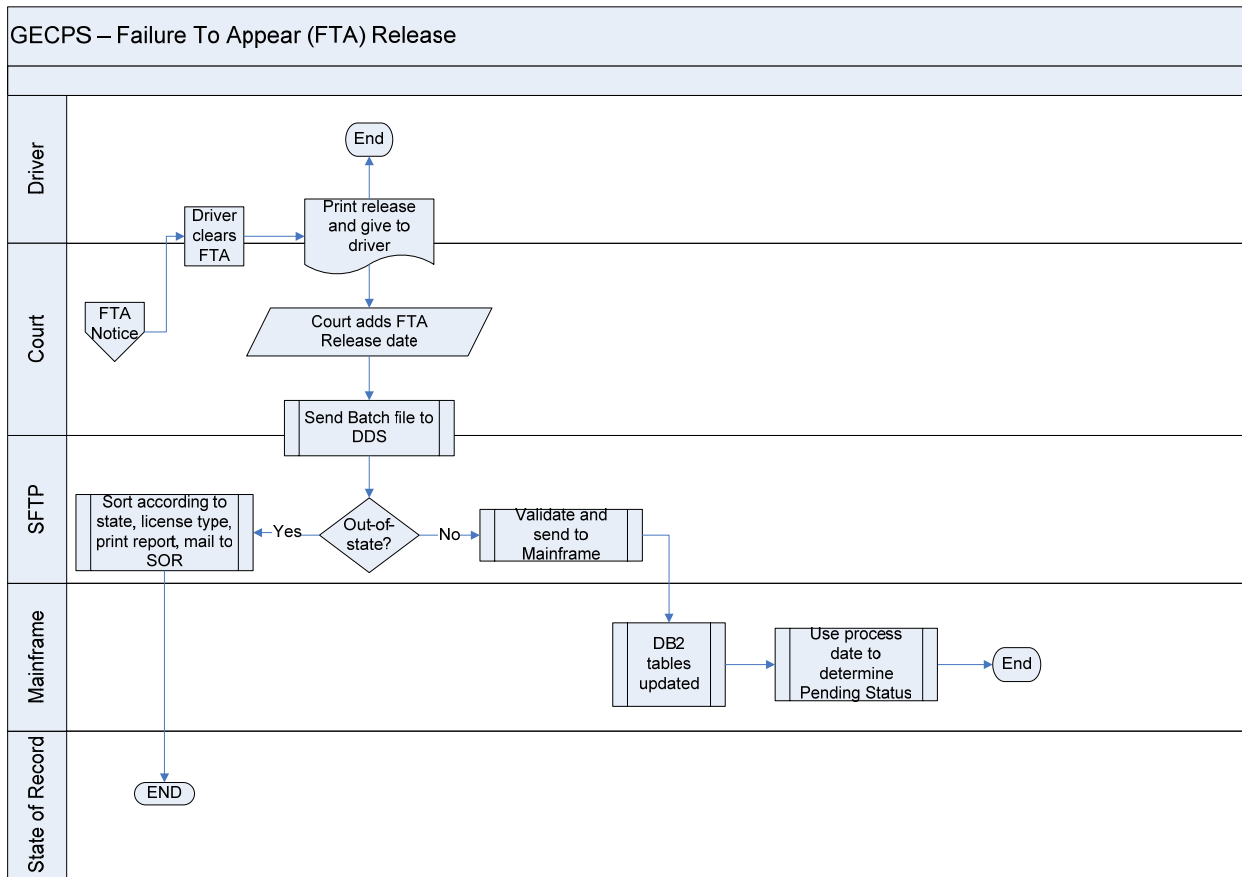 GECPS – Failure To Appear (FTA) Release
Driver
End
Driver
clears
FTA
Print release
and give to
driver
Court
FTA
Notice
Court adds FTA
Release date
Send Batch file to
DDS
SFTP
Sort according to
state, license type,
print report, mail to
SOR
Yes
Out-of-
state?
No
Validate and
send to
Mainframe
Mainframe
DB2
tables
updated
Use process
date to
determine
Pending Status
End
State of Record
END